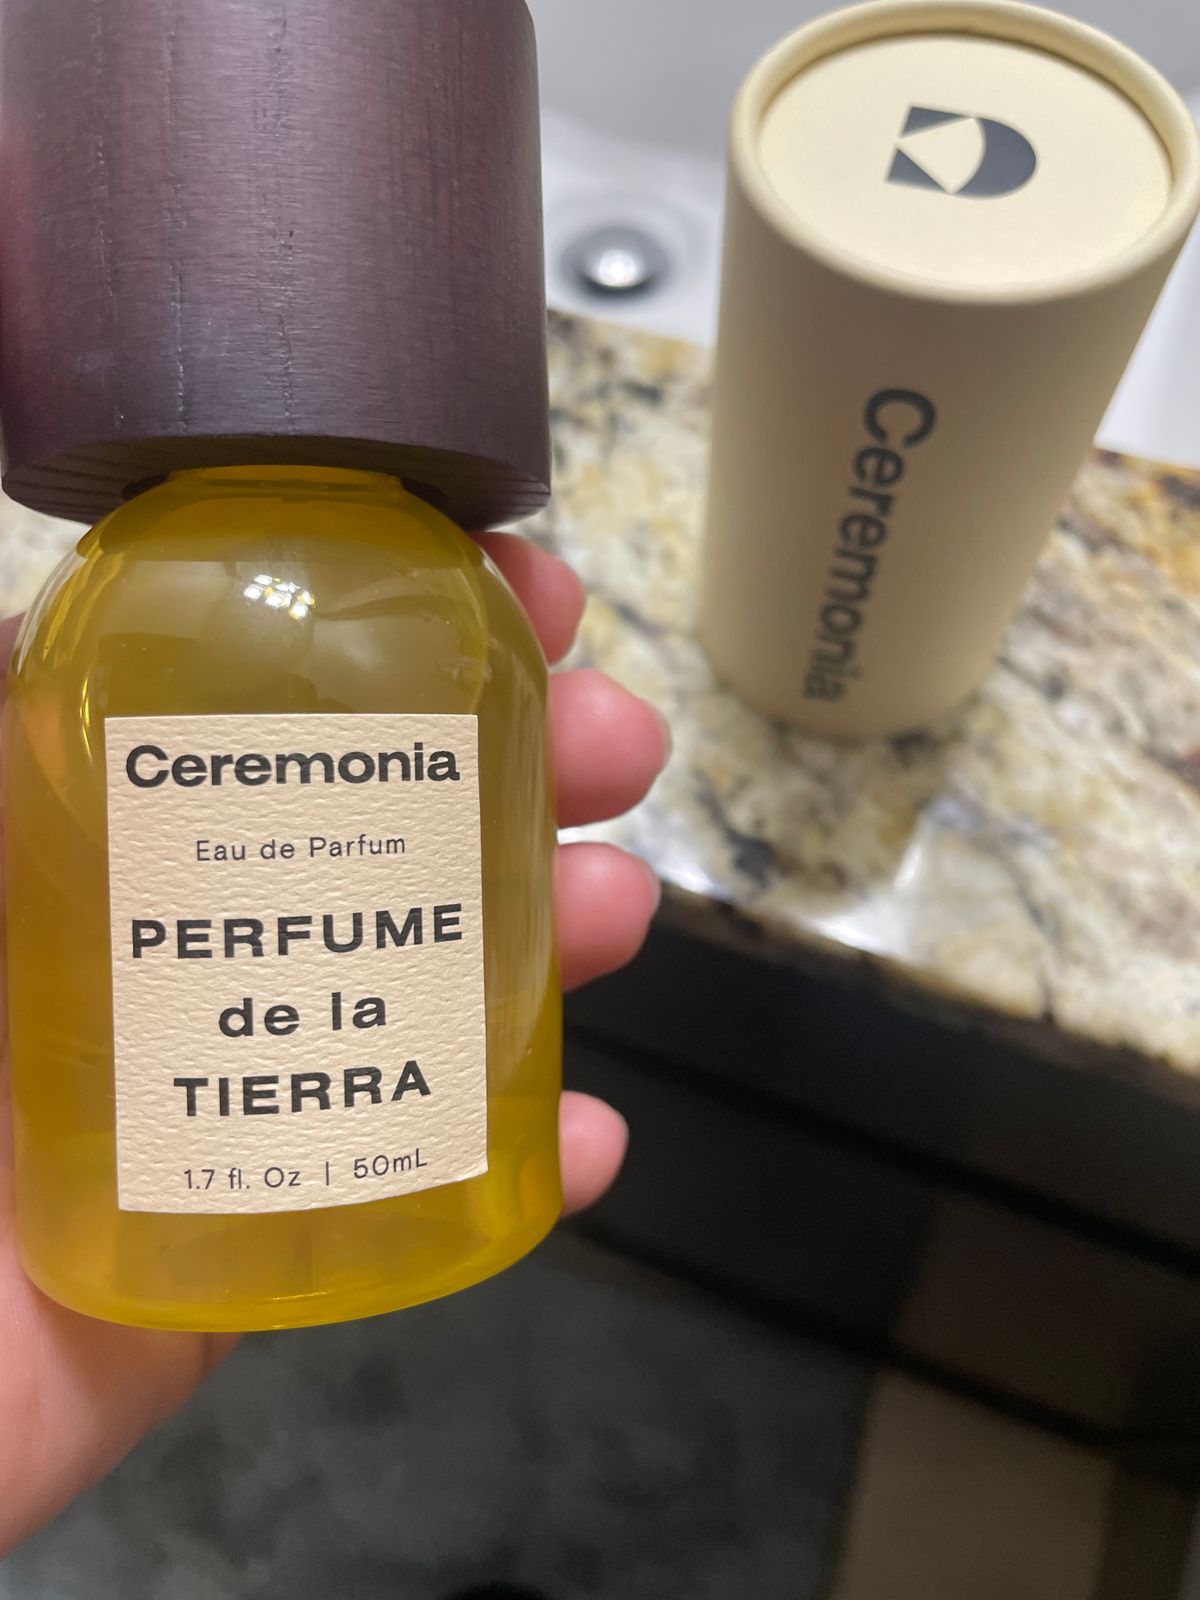 Ceremonia
Eau de Parfum
PERFUME
de la
TIERRA
1.7 fl. Oz | 50mL
Ceremonia